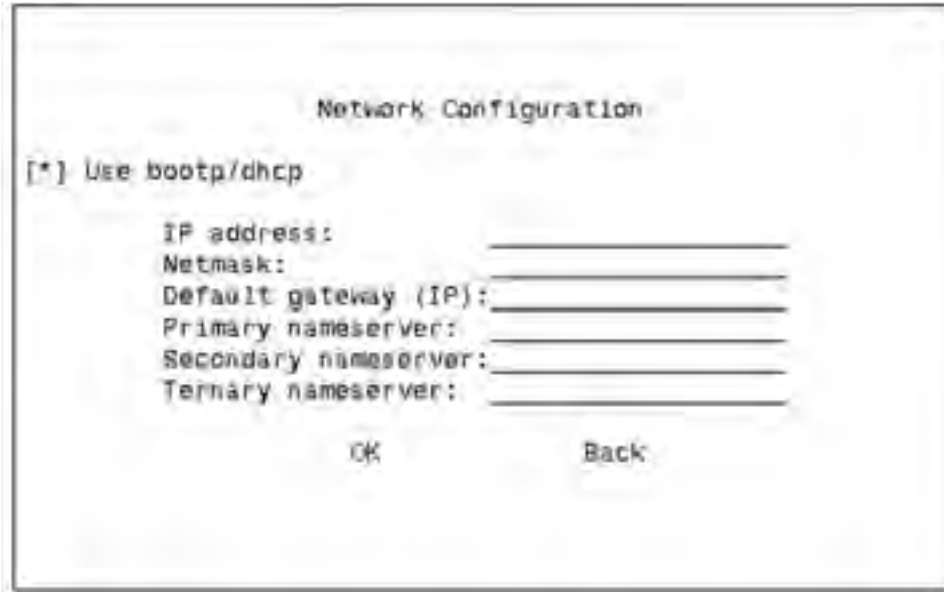 Network Configuration
[*] Use bootp/dhcp
IP address:
Netmask:
Default gateway (IP):
Primary nameserver:
Secondary nameserver:
Ternary nameserver:
OK Back